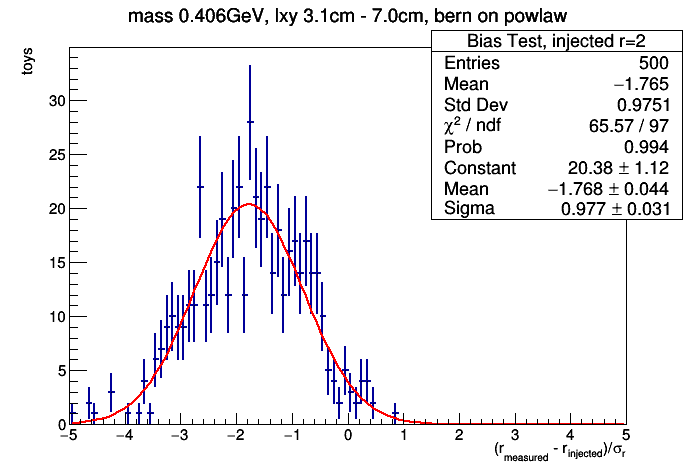 mass 0.406GeV, lxy 3.1cm - 7.0cm, bern on powlaw
Bias Test, injected r=2
Entries 500
Mean −1.765
Std Dev 0.9751
χ² / ndf 65.57 / 97
Prob 0.994
Constant 20.38 ± 1.12
Mean −1.768 ± 0.044
Sigma 0.977 ± 0.031
toys
30
25
20
15
10
5
0
−5 −4 −3 −2 −1 0 1 2 3 4 5
(r_measured - r_injected)/σ_r